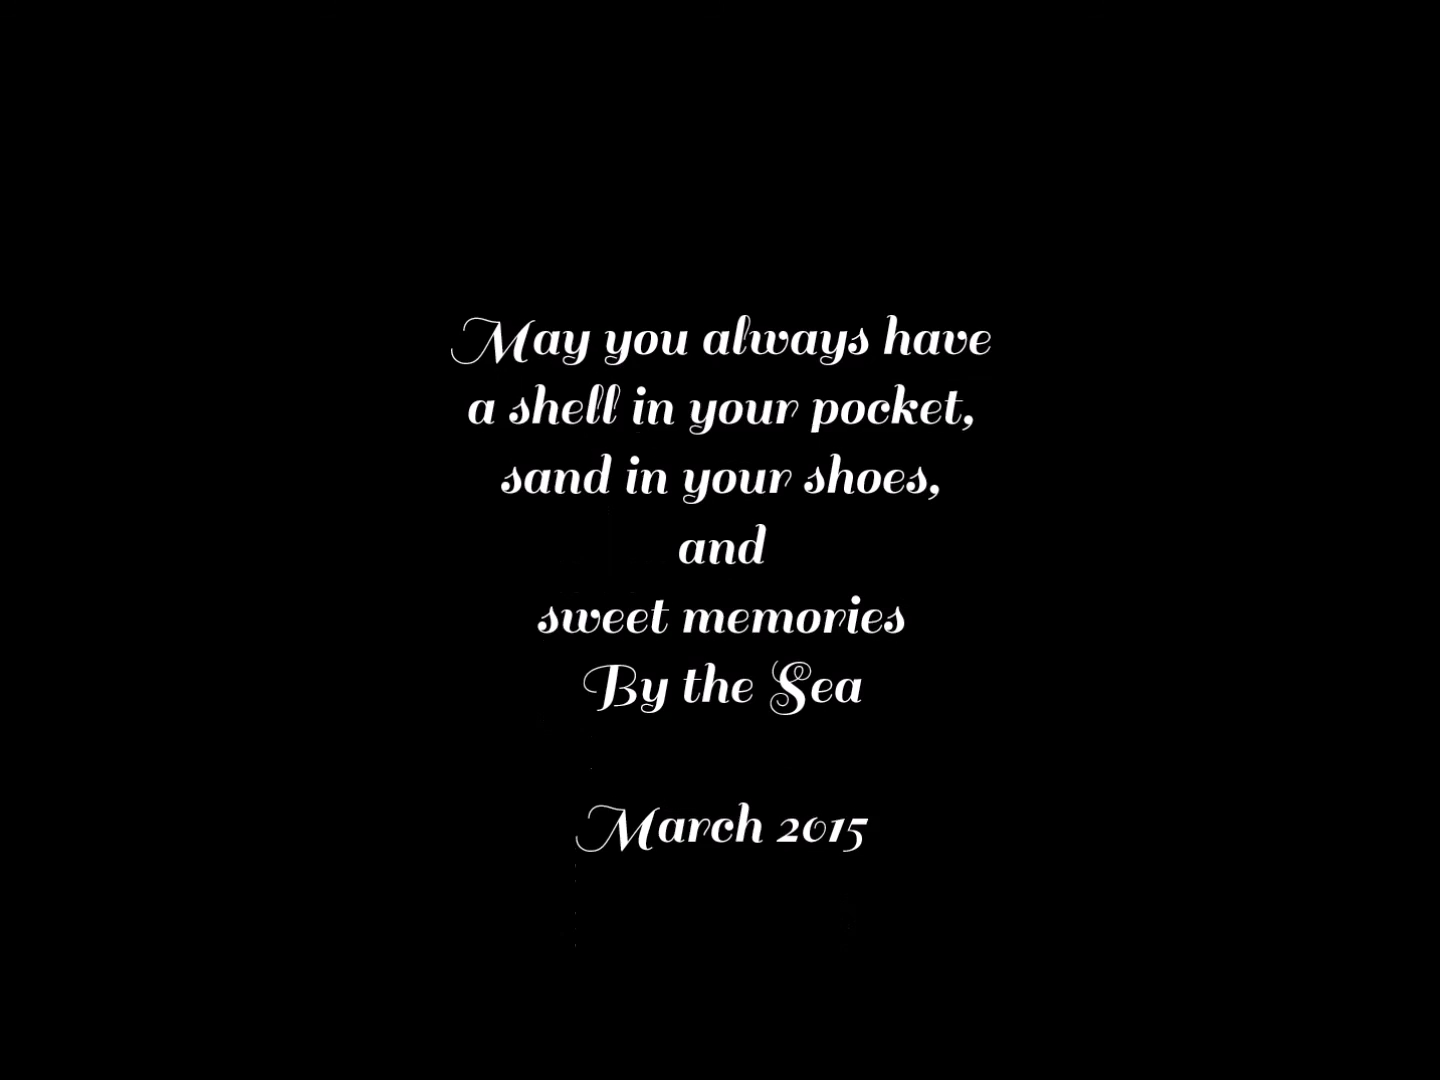 May you always have
a shell in your pocket,
sand in your shoes,
and
sweet memories
By the Sea
March 2015